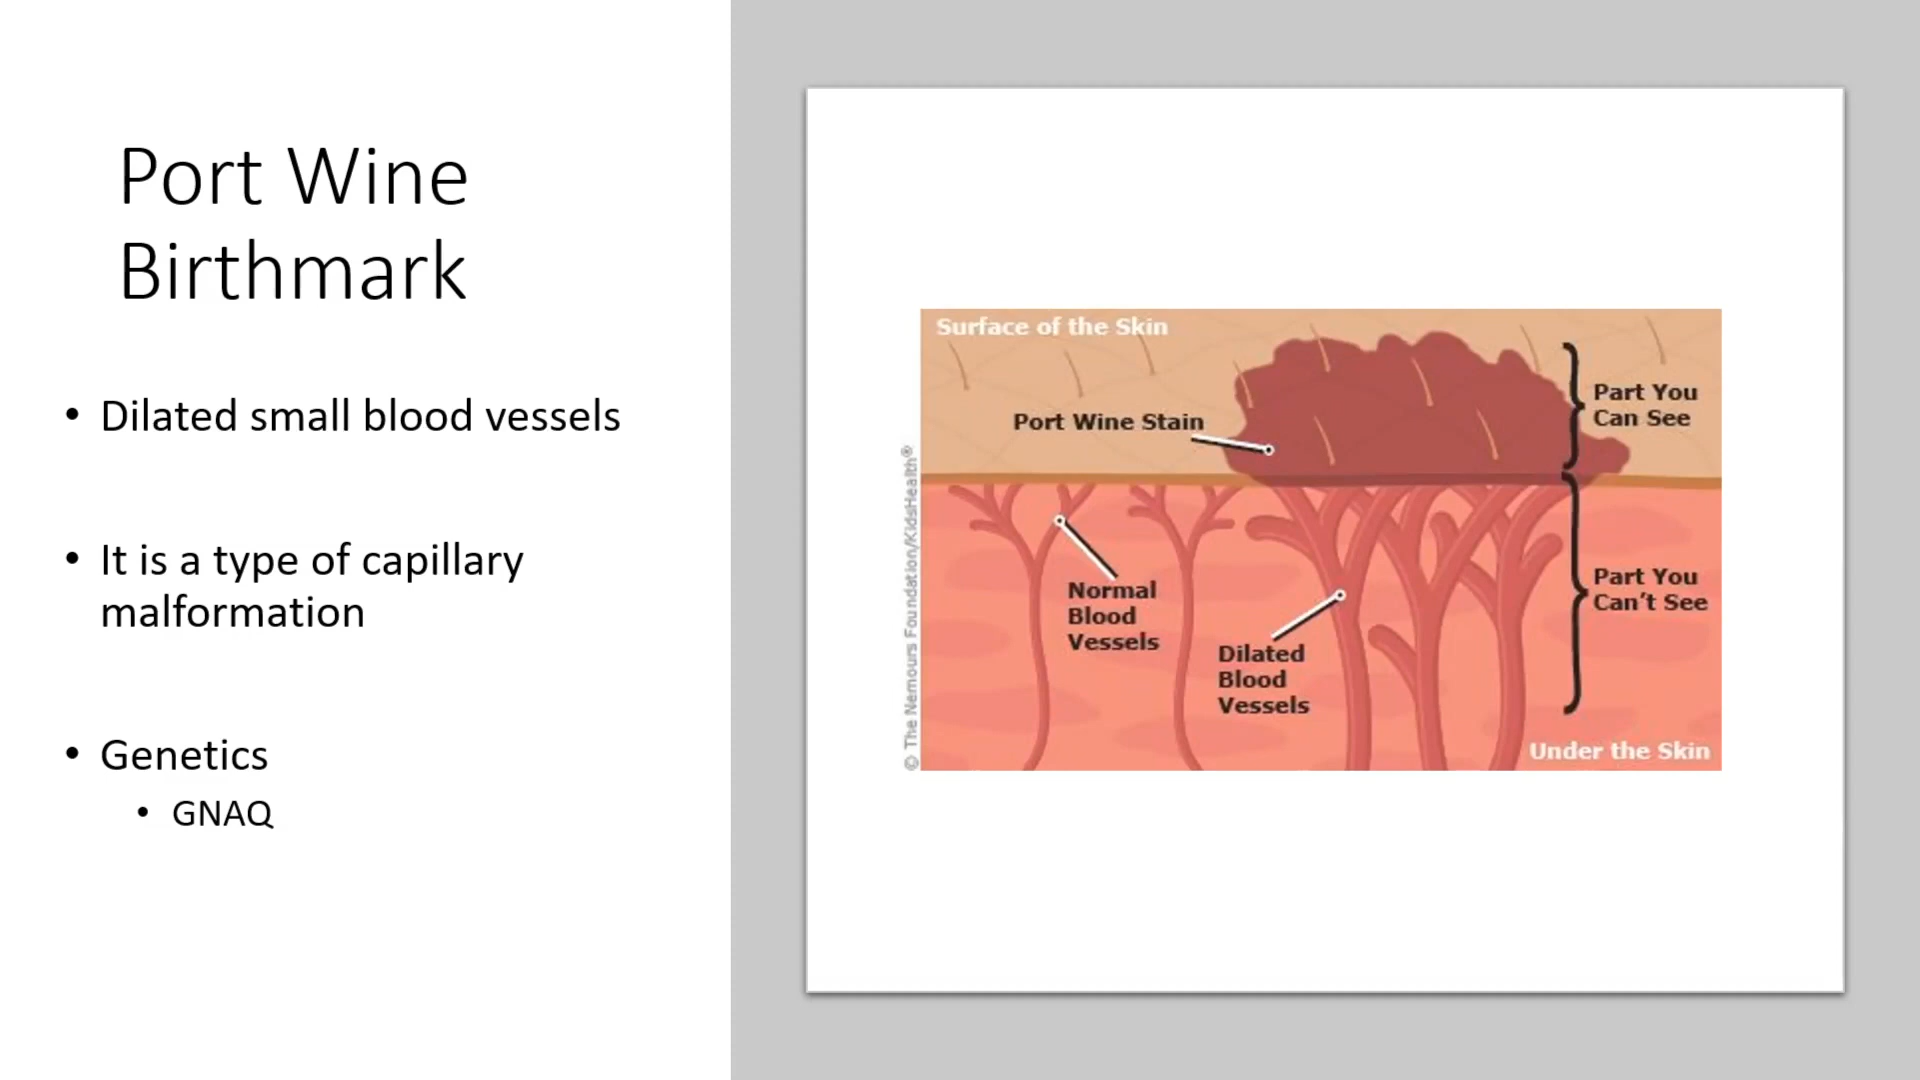 Port Wine
Birthmark
• Dilated small blood vessels
• It is a type of capillary
malformation
• Genetics
• GNAQ
Surface of the Skin
Port Wine Stain
Part You
Can See
Normal
Blood
Vessels
Dilated
Blood
Vessels
Part You
Can't See
Under the Skin
© The Nemours Foundation/KidsHealth®